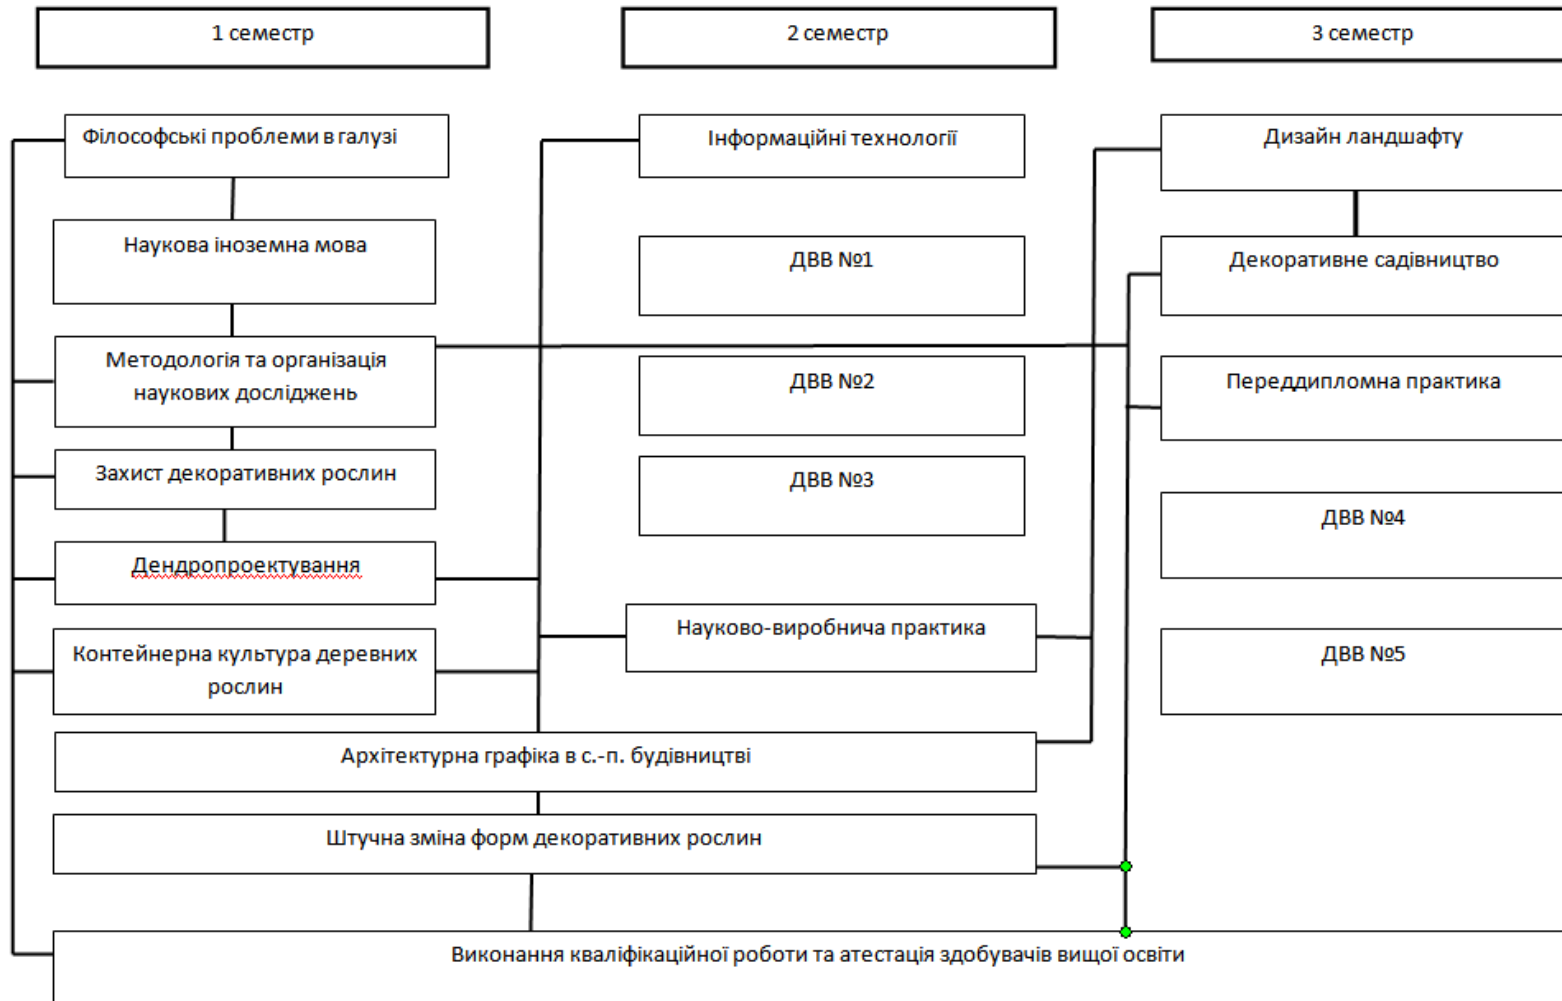 1 семестр
2 семестр
3 семестр
Філософські проблеми в галузі
Наукова іноземна мова
Методологія та організація
наукових досліджень
Захист декоративних рослин
Дендропроектування
Контейнерна культура деревних
рослин
Інформаційні технології
ДВВ №1
ДВВ №2
ДВВ №3
Науково-виробнича практика
Дизайн ландшафту
Декоративне садівництво
Переддипломна практика
ДВВ №4
ДВВ №5
Архітектурна графіка в с.-п. будівництві
Штучна зміна форм декоративних рослин
Виконання кваліфікаційної роботи та атестація здобувачів вищої освіти